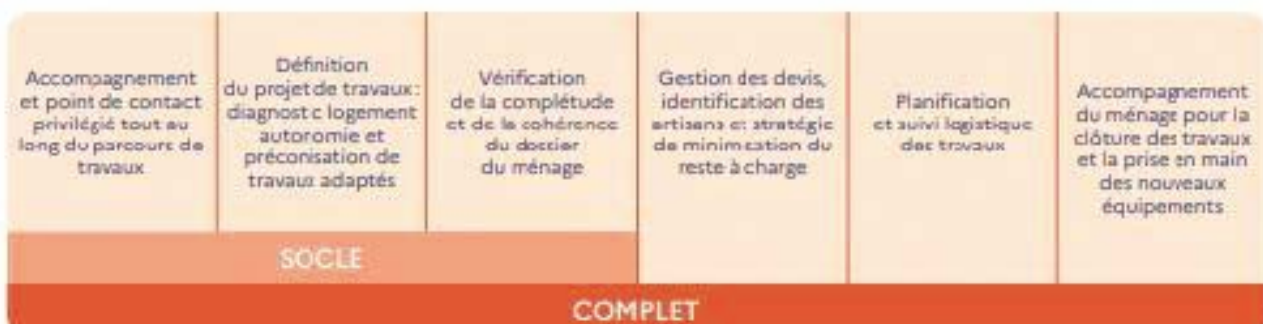 Accompagnement
et point de contact
privilégié tout au
long du parcours de
travaux
Définition
du projet de travaux :
diagnostic logement
autonomie et
préconisation de
travaux adaptés
Vérification
de la complétude
et de la cohérence
du dossier
du ménage
Gestion des devis,
identification des
artisans et stratégie
de minimisation du
reste à charge
Planification
et suivi logistique
des travaux
Accompagnement
du ménage pour la
clôture des travaux
et la prise en main
des nouveaux
équipements
SOCLE
COMPLET